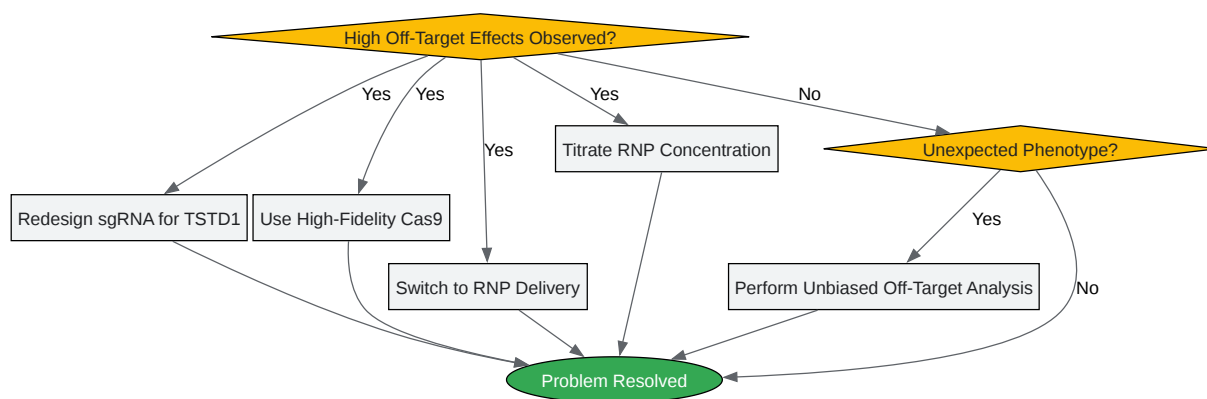 High Off-Target Effects Observed?
Yes
Yes
Yes
Yes
No
Titrate RNP Concentration
Unexpected Phenotype?
Redesign sgRNA for TSTD1
Use High-Fidelity Cas9
Yes
Switch to RNP Delivery
Perform Unbiased Off-Target Analysis
No
Problem Resolved